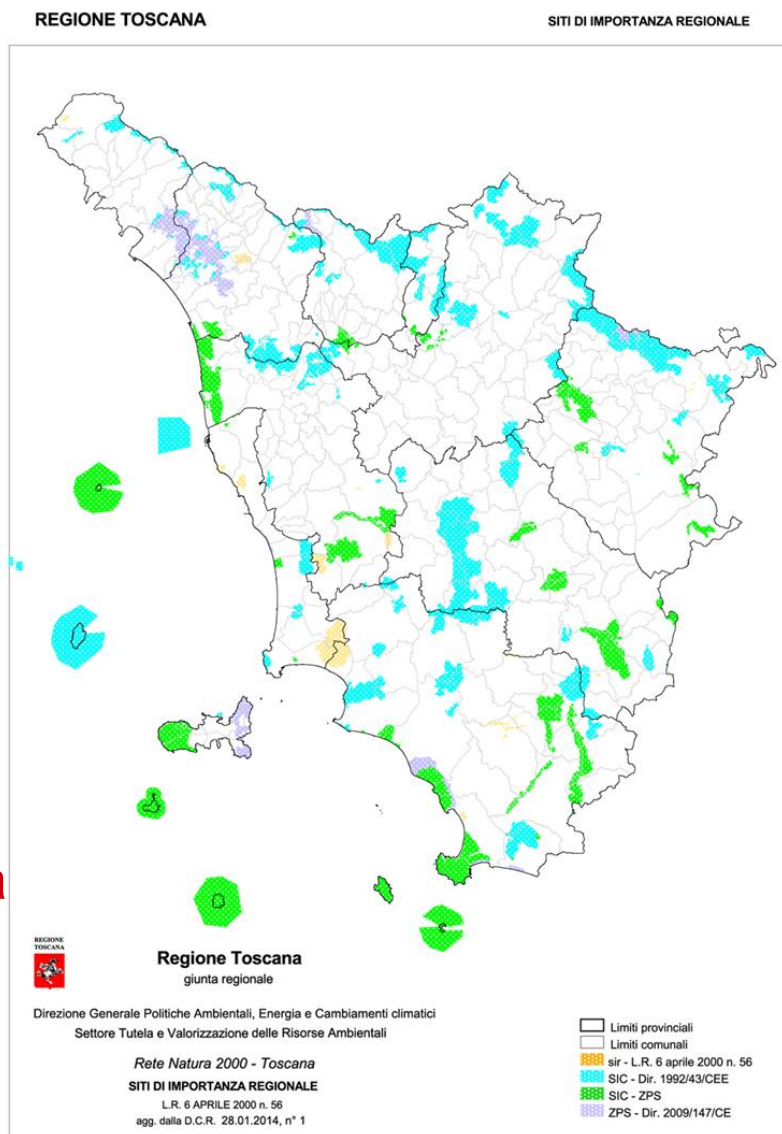 REGIONE TOSCANA
SITI DI IMPORTANZA REGIONALE
a
REGIONE
TOSCANA
Regione Toscana
giunta regionale
Direzione Generale Politiche Ambientali, Energia e Cambiamenti climatici
Settore Tutela e Valorizzazione delle Risorse Ambientali
Rete Natura 2000 - Toscana
SITI DI IMPORTANZA REGIONALE
L.R. 6 APRILE 2000 n. 56
agg. dalla D.C.R. 28.01.2014, n° 1
Limiti provinciali
Limiti comunali
sir - L.R. 6 aprile 2000 n. 56
SIC - Dir. 1992/43/CEE
SIC - ZPS
ZPS - Dir. 2009/147/CE